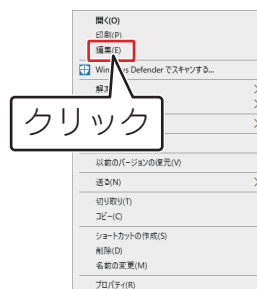 開く(O)
印刷(P)
編集(E)
Win ws Defender でスキャンする...
クリック
以前のバージョンの復元(V)
送る(N)
切り取り(T)
コピー(C)
ショートカットの作成(S)
削除(D)
名前の変更(M)
プロパティ(R)